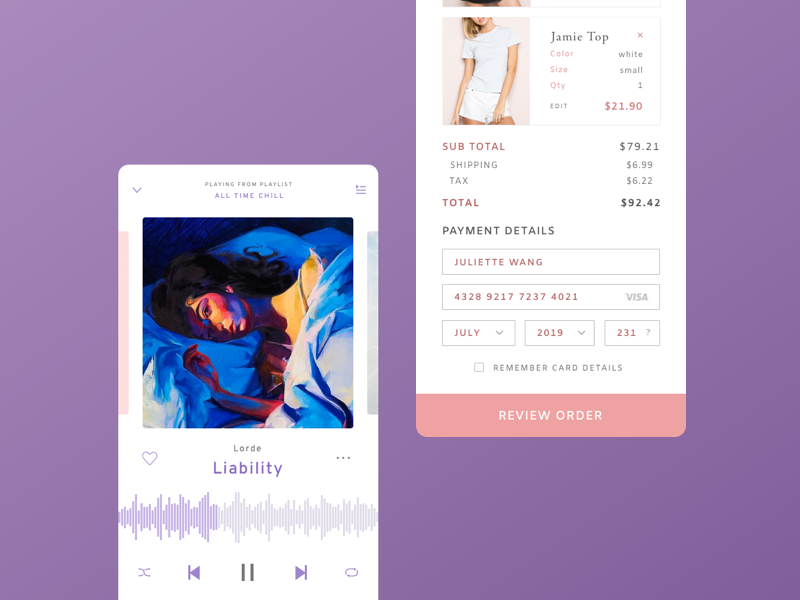 PLAYING FROM PLAYLIST
ALL TIME CHILL
Lorde
Liability
Jamie Top
Color white
Size small
Qty 1
EDIT $21.90
SUB TOTAL $79.21
SHIPPING $6.99
TAX $6.22
TOTAL $92.42
PAYMENT DETAILS
JULIETTE WANG
4328 9217 7237 4021 VISA
JULY 2019 231 ?
REMEMBER CARD DETAILS
REVIEW ORDER